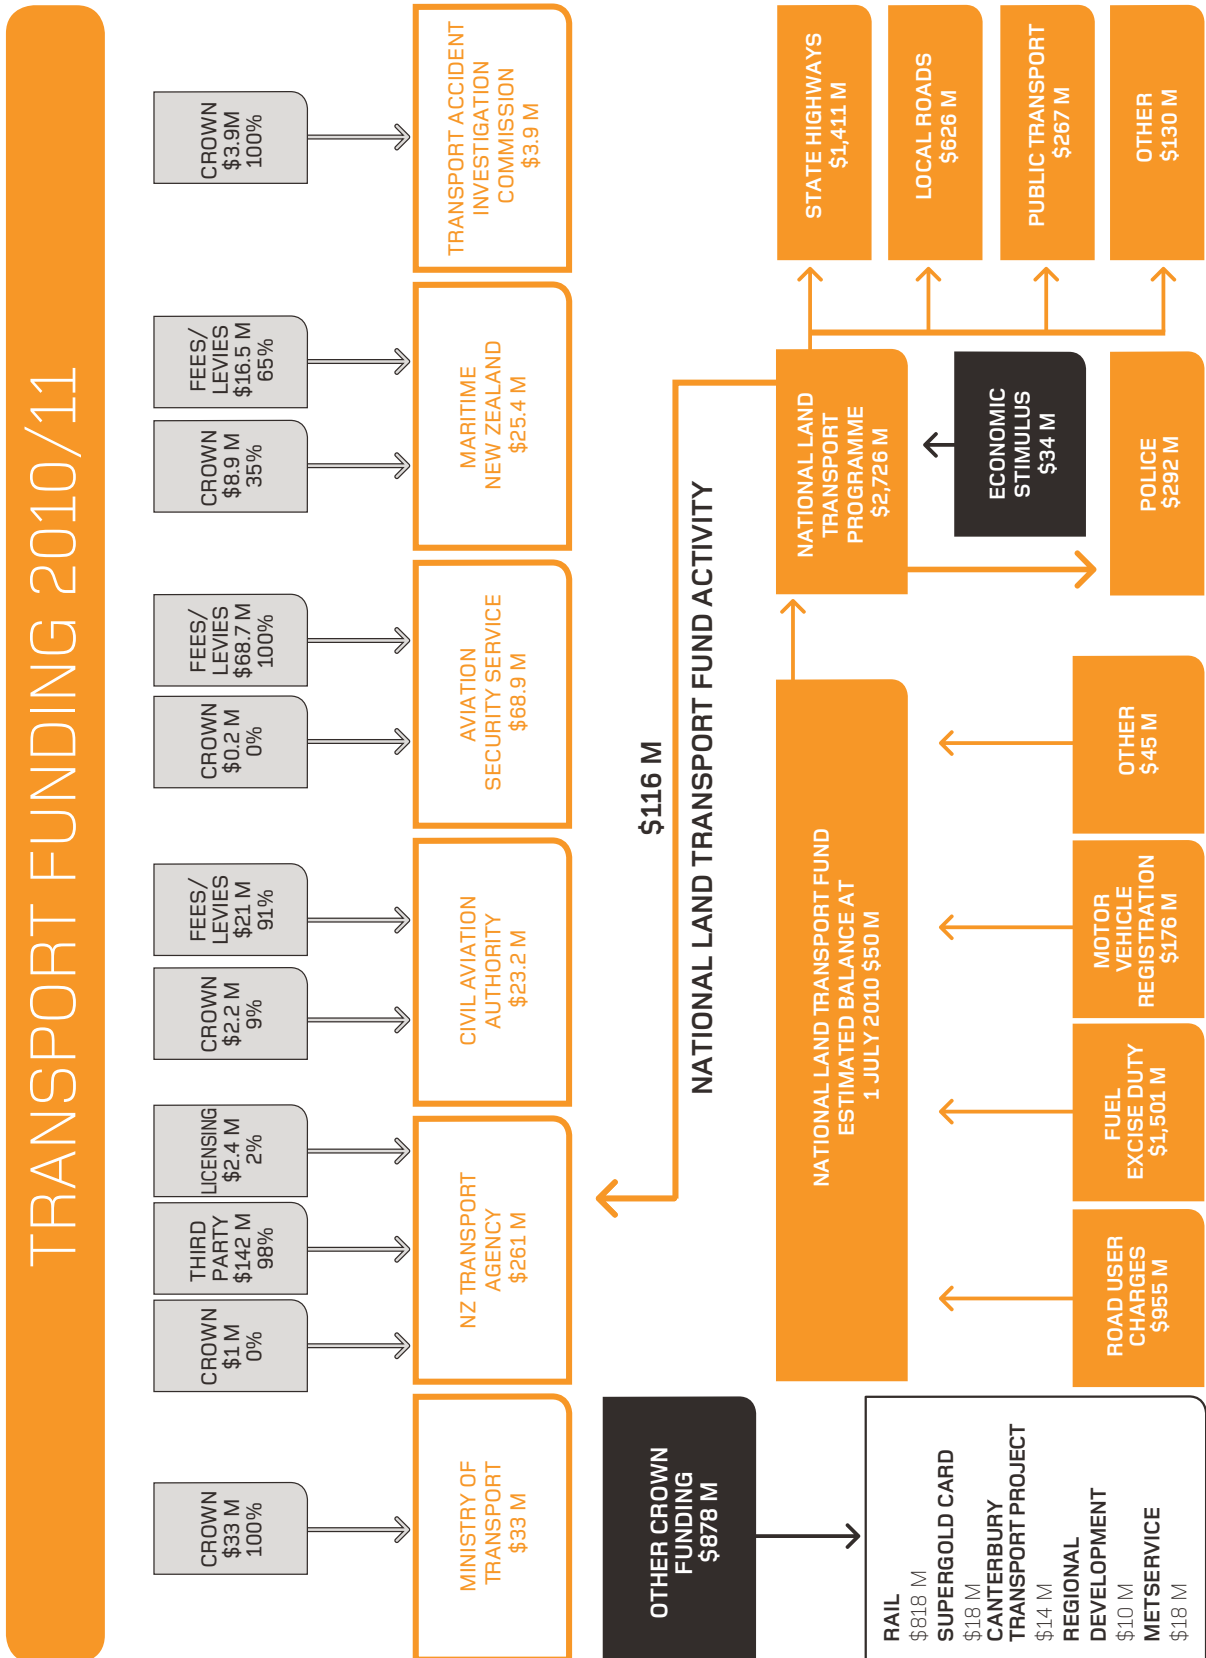 TRANSPORT FUNDING 2010/11
CROWN
$33 M
100%
CROWN
$1 M
0%
THIRD
PARTY
$142 M
98%
LICENSING
$2.4 M
2%
CROWN
$2.2 M
9%
FEES/
LEVIES
$21 M
91%
CROWN
$0.2 M
0%
FEES/
LEVIES
$68.7 M
100%
CROWN
$8.9 M
35%
FEES/
LEVIES
$16.5 M
65%
CROWN
$3.9M
100%
MINISTRY OF
TRANSPORT
$33 M
NZ TRANSPORT
AGENCY
$261 M
CIVIL AVIATION
AUTHORITY
$23.2 M
AVIATION
SECURITY SERVICE
$68.9 M
MARITIME
NEW ZEALAND
$25.4 M
TRANSPORT ACCIDENT
INVESTIGATION
COMMISSION
$3.9 M
OTHER CROWN
FUNDING
$878 M
RAIL
$818 M
SUPERGOLD CARD
$18 M
CANTERBURY
TRANSPORT PROJECT
$14 M
REGIONAL
DEVELOPMENT
$10 M
METSERVICE
$18 M
$116 M
NATIONAL LAND TRANSPORT FUND ACTIVITY
NATIONAL LAND TRANSPORT FUND
ESTIMATED BALANCE AT
1 JULY 2010 $50 M
ROAD USER
CHARGES
$955 M
FUEL
EXCISE DUTY
$1,501 M
MOTOR
VEHICLE
REGISTRATION
$176 M
OTHER
$45 M
NATIONAL LAND
TRANSPORT
PROGRAMME
$2,726 M
ECONOMIC
STIMULUS
$34 M
POLICE
$292 M
STATE HIGHWAYS
$1,411 M
LOCAL ROADS
$626 M
PUBLIC TRANSPORT
$267 M
OTHER
$130 M